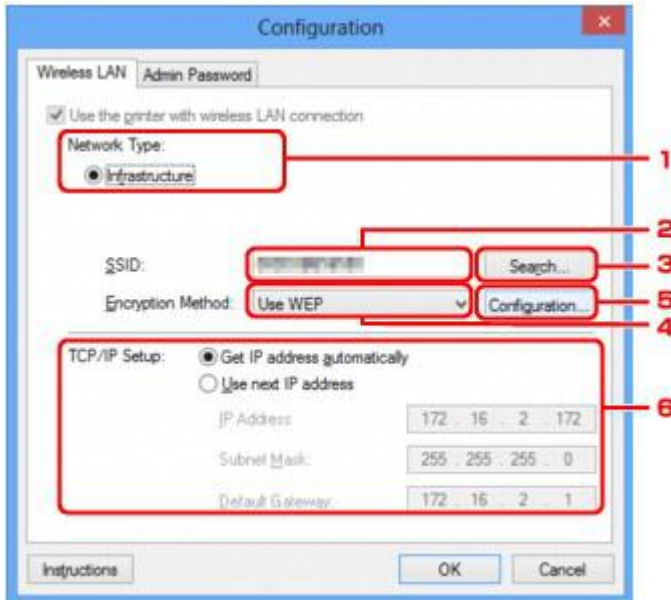 Configuration
Wireless LAN Admin Password
Use the printer with wireless LAN connection
Network Type:
1
Infrastructure
2
SSID: Search... 3
Encryption Method: Use WEP Configuration... 5
4
TCP/IP Setup: Get IP address automatically
Use next IP address
6
IP Address: 172 . 16 . 2 . 172
Subnet Mask: 255 . 255 . 255 . 0
Default Gateway: 172 . 16 . 2 . 1
Instructions OK Cancel